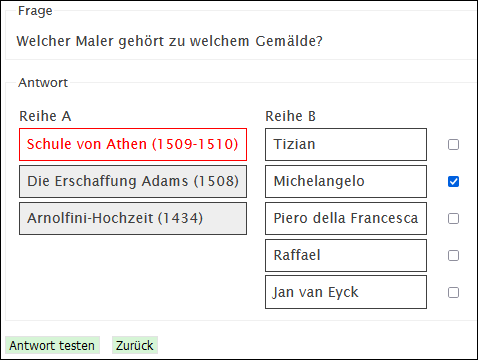 Frage
Welcher Maler gehört zu welchem Gemälde?
Antwort
Reihe A
Reihe B
Schule von Athen (1509-1510)
Tizian
Die Erschaffung Adams (1508)
Michelangelo
Arnolfini-Hochzeit (1434)
Piero della Francesca
Raffael
Jan van Eyck
Antwort testen
Zurück